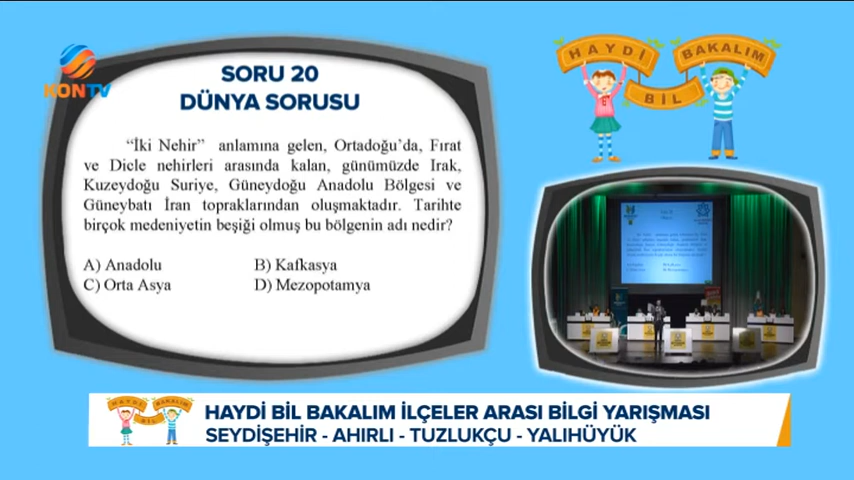 KONTV
SORU 20
DÜNYA SORUSU
"İki Nehir" anlamına gelen, Ortadoğu'da, Fırat
ve Dicle nehirleri arasında kalan, günümüzde Irak,
Kuzeydoğu Suriye, Güneydoğu Anadolu Bölgesi ve
Güneybatı İran topraklarından oluşmaktadır. Tarihte
birçok medeniyetin beşiği olmuş bu bölgenin adı nedir?
A) Anadolu B) Kafkasya
C) Orta Asya D) Mezopotamya
HAYDİ BİL BAKALIM
HAYDİ BİL BAKALIM
HAYDİ BİL BAKALIM İLÇELER ARASI BİLGİ YARIŞMASI
SEYDİŞEHİR - AHIRLI - TUZLUKÇU - YALIHÜYÜK